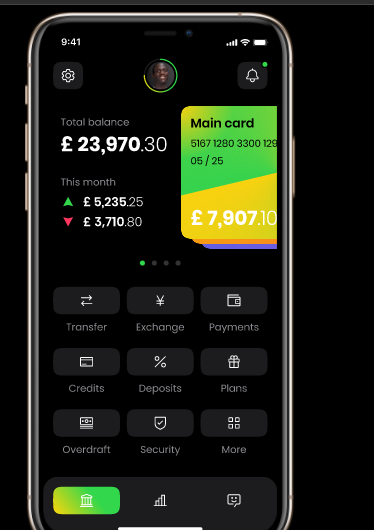 9:41
Total balance
£ 23,970.30
This month
£ 5,235.25
£ 3,710.80
Main card
5167 1280 3300 129
05 / 25
£ 7,907.10
Transfer
Exchange
Payments
Credits
Deposits
Plans
Overdraft
Security
More